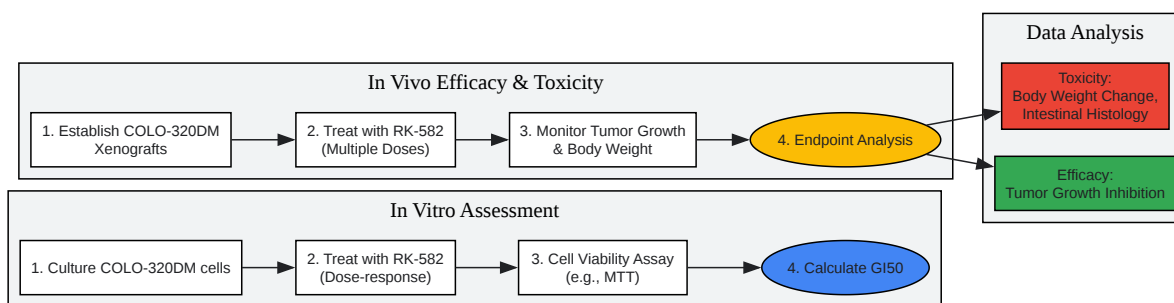 Data Analysis
In Vivo Efficacy & Toxicity
1. Establish COLO-320DM
Xenografts
2. Treat with RK-582
(Multiple Doses)
3. Monitor Tumor Growth
& Body Weight
4. Endpoint Analysis
Toxicity:
Body Weight Change,
Intestinal Histology
Efficacy:
Tumor Growth Inhibition
In Vitro Assessment
1. Culture COLO-320DM cells
2. Treat with RK-582
(Dose-response)
3. Cell Viability Assay
(e.g., MTT)
4. Calculate GI50